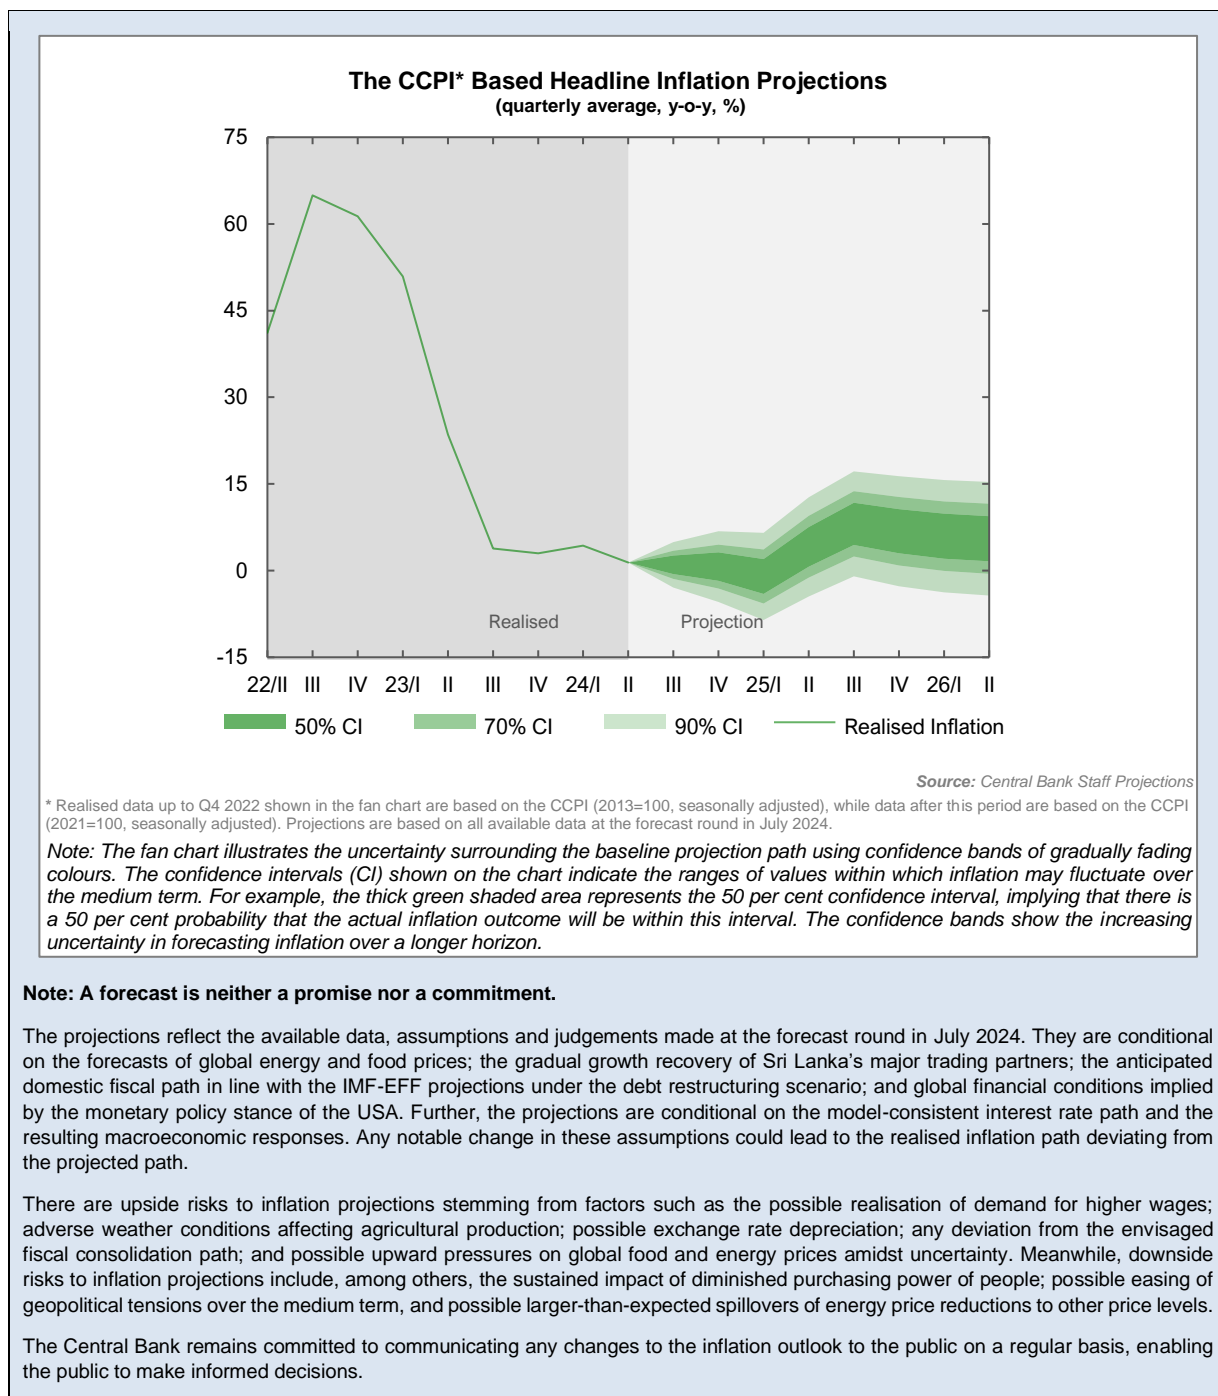 The CCPI* Based Headline Inflation Projections
(quarterly average, y-o-y, %)
75
60
45
30
15
0
-15
Realised
Projection
22/II III IV 23/I II III IV 24/I II III IV 25/I II III IV 26/I II
50% CI 70% CI 90% CI Realised Inflation
Source: Central Bank Staff Projections
* Realised data up to Q4 2022 shown in the fan chart are based on the CCPI (2013=100, seasonally adjusted), while data after this period are based on the CCPI
(2021=100, seasonally adjusted). Projections are based on all available data at the forecast round in July 2024.
Note: The fan chart illustrates the uncertainty surrounding the baseline projection path using confidence bands of gradually fading
colours. The confidence intervals (CI) shown on the chart indicate the ranges of values within which inflation may fluctuate over
the medium term. For example, the thick green shaded area represents the 50 per cent confidence interval, implying that there is
a 50 per cent probability that the actual inflation outcome will be within this interval. The confidence bands show the increasing
uncertainty in forecasting inflation over a longer horizon.
Note: A forecast is neither a promise nor a commitment.
The projections reflect the available data, assumptions and judgements made at the forecast round in July 2024. They are conditional
on the forecasts of global energy and food prices; the gradual growth recovery of Sri Lanka's major trading partners; the anticipated
domestic fiscal path in line with the IMF-EFF projections under the debt restructuring scenario; and global financial conditions implied
by the monetary policy stance of the USA. Further, the projections are conditional on the model-consistent interest rate path and the
resulting macroeconomic responses. Any notable change in these assumptions could lead to the realised inflation path deviating from
the projected path.
There are upside risks to inflation projections stemming from factors such as the possible realisation of demand for higher wages;
adverse weather conditions affecting agricultural production; possible exchange rate depreciation; any deviation from the envisaged
fiscal consolidation path; and possible upward pressures on global food and energy prices amidst uncertainty. Meanwhile, downside
risks to inflation projections include, among others, the sustained impact of diminished purchasing power of people; possible easing of
geopolitical tensions over the medium term, and possible larger-than-expected spillovers of energy price reductions to other price levels.
The Central Bank remains committed to communicating any changes to the inflation outlook to the public on a regular basis, enabling
the public to make informed decisions.